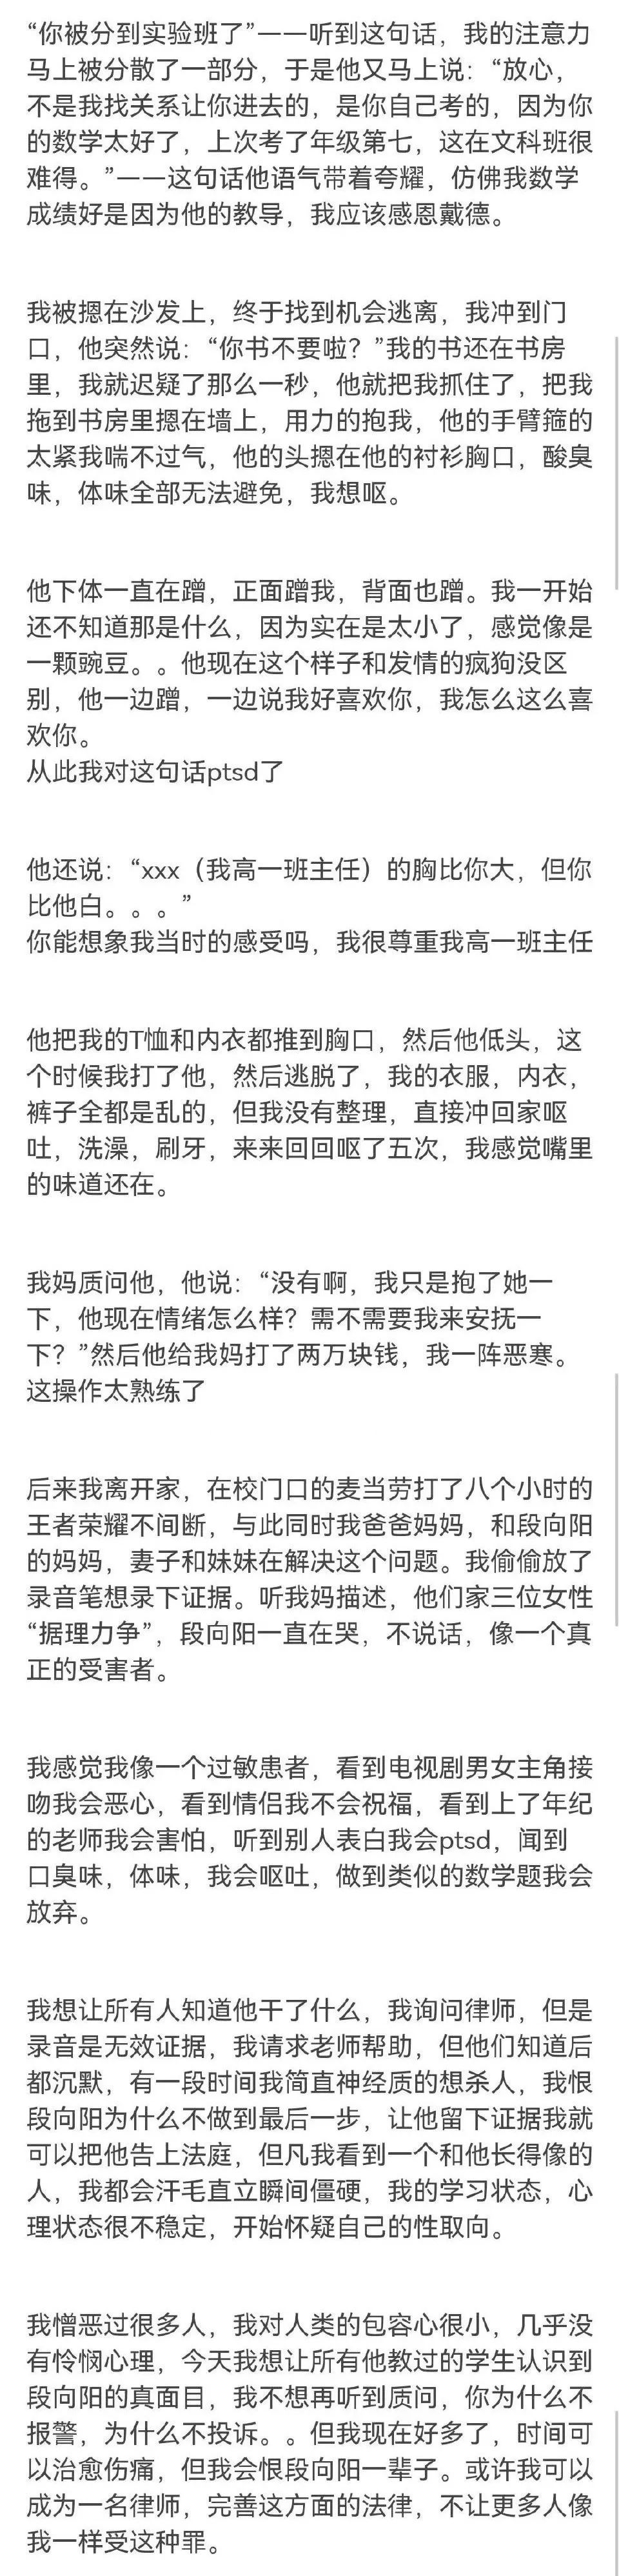 “你被分到实验班了”——听到这句话，我的注意力
马上被分散了一部分，于是他又马上说：“放心，
不是我找关系让你进去的，是你自己考的，因为你
的数学太好了，上次考了年级第七，这在文科班很
难得。”——这句话他语气带着夸耀，仿佛我数学
成绩好是因为他的教导，我应该感恩戴德。
我被摁在沙发上，终于找到机会逃离，我冲到门
口，他突然说：“你书不要啦？”我的书还在书房
里，我就迟疑了那么一秒，他就把我抓住了，把我
拖到书房里摁在墙上，用力的抱我，他的手臂箍的
太紧我喘不过气，他的头摁在他的衬衫胸口，酸臭
味，体味全部无法避免，我想呕。
他下体一直在蹭，正面蹭我，背面也蹭。我一开始
还不知道那是什么，因为实在是太小了，感觉像是
一颗豌豆。。他现在这个样子和发情的疯狗没区
别，他一边蹭，一边说我好喜欢你，我怎么这么喜
欢你。
从此我对这句话ptsd了
他还说：“xxx（我高一班主任）的胸比你大，但你
比他白。。。”
你能想象我当时的感受吗，我很尊重我高一班主任
他把我的T恤和内衣都推到胸口，然后他低头，这
个时候我打了他，然后逃脱了，我的衣服，内衣，
裤子全都是乱的，但我没有整理，直接冲回家呕
吐，洗澡，刷牙，来来回回呕了五次，我感觉嘴里
的味道还在。
我妈质问他，他说：“没有啊，我只是抱了她一
下，他现在情绪怎么样？需不需要我来安抚一
下？”然后他给我妈打了两万块钱，我一阵恶寒。
这操作太熟练了
后来我离开家，在校门口的麦当劳打了八个小时的
王者荣耀不间断，与此同时我爸爸妈妈，和段向阳
的妈妈，妻子和妹妹在解决这个问题。我偷偷放了
录音笔想录下证据。听我妈描述，他们家三位女性
“据理力争”，段向阳一直在哭，不说话，像一个真
正的受害者。
我感觉我像一个过敏患者，看到电视剧男女主角接
吻我会恶心，看到情侣我不会祝福，看到上了年纪
的老师我会害怕，听到别人表白我会ptsd，闻到
口臭味，体味，我会呕吐，做到类似的数学题我会
放弃。
我想让所有人知道他干了什么，我询问律师，但是
录音是无效证据，我请求老师帮助，但他们知道后
都沉默，有一段时间我简直神经质的想杀人，我恨
段向阳为什么不做到最后一步，让他留下证据我就
可以把他告上法庭，但凡我看到一个和他长得像的
人，我都会汗毛直立瞬间僵硬，我的学习状态，心
理状态很不稳定，开始怀疑自己的性取向。
我憎恶过很多人，我对人类的包容心很小，几乎没
有怜悯心理，今天我想让所有他教过的学生认识到
段向阳的真面目，我不想再听到质问，你为什么不
报警，为什么不投诉。。但我现在好多了，时间可
以治愈伤痛，但我会恨段向阳一辈子。或许我可以
成为一名律师，完善这方面的法律，不让更多人像
我一样受这种罪。